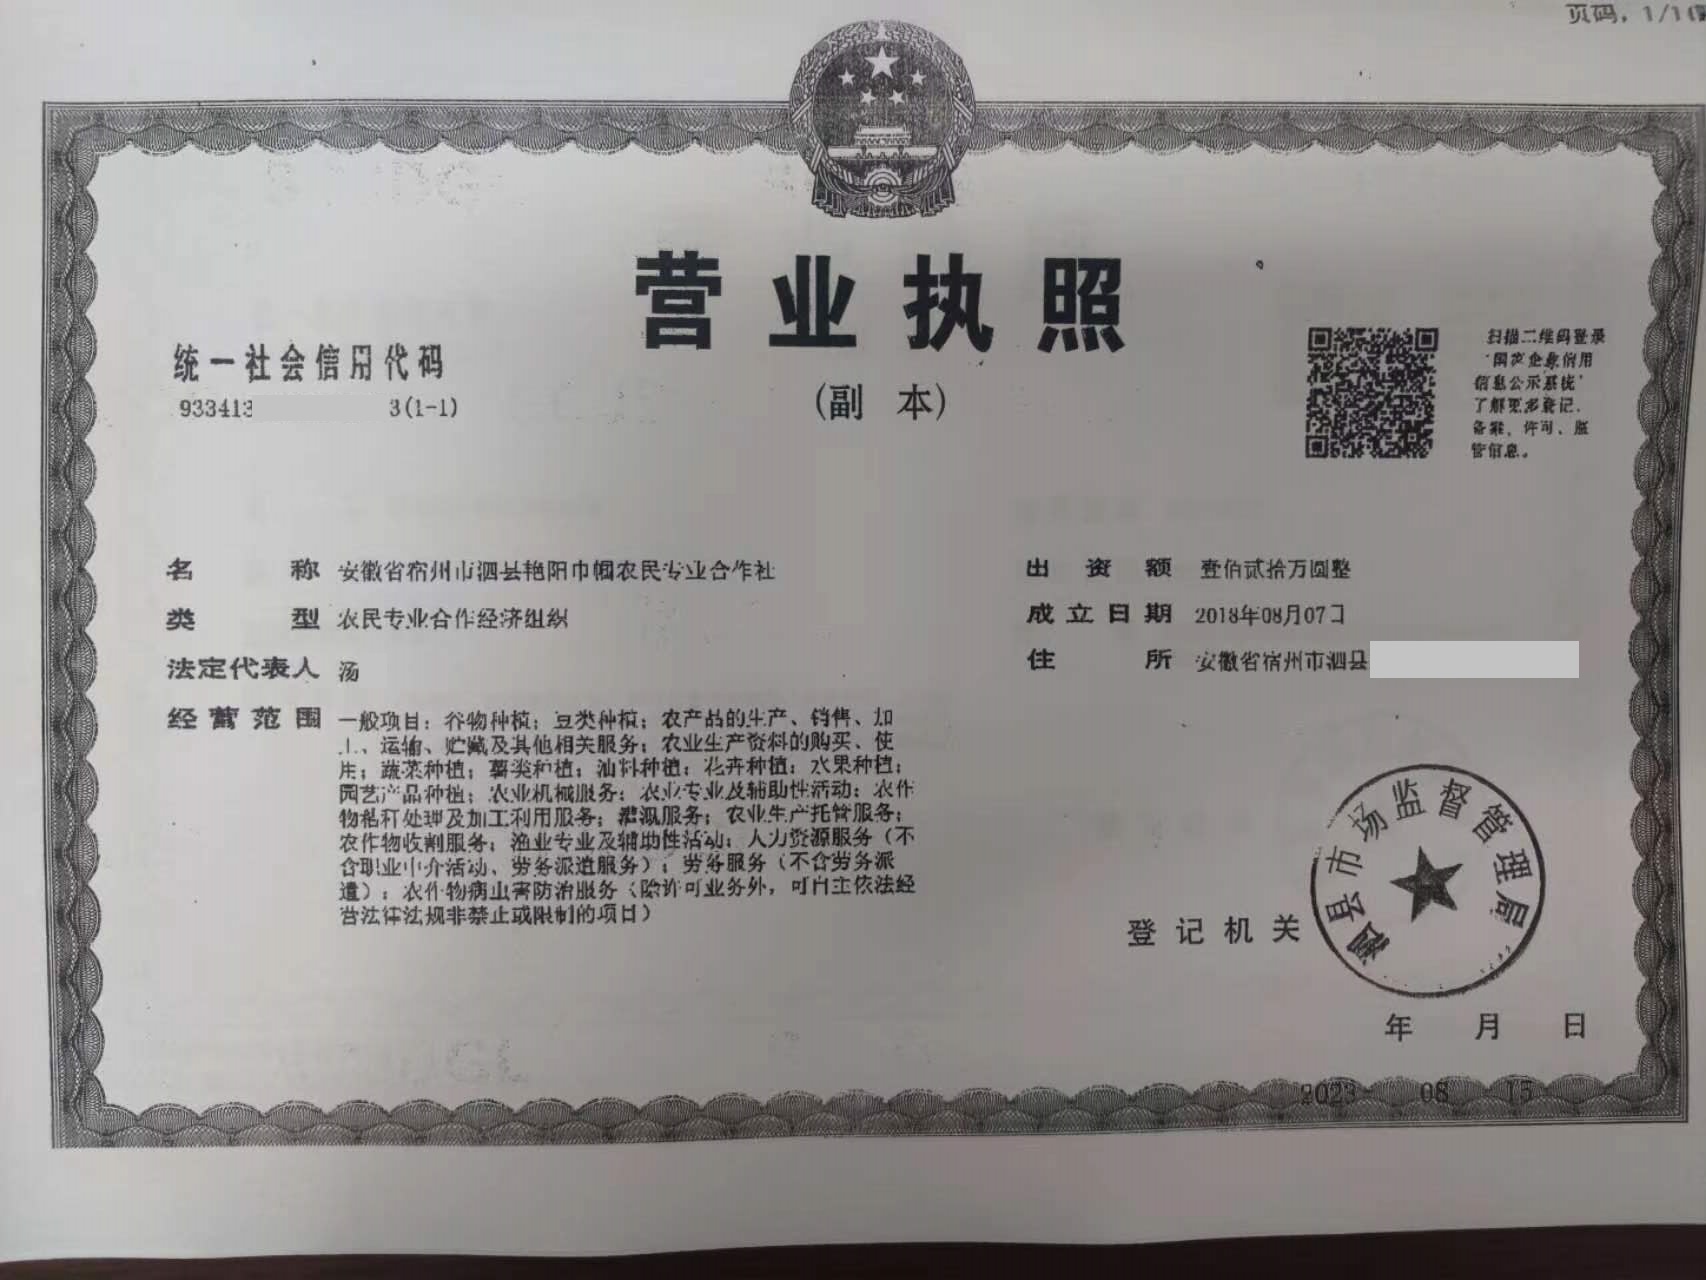 页码，1/1
营业执照
（副 本）
统一社会信用代码
933413 3(1-1)
扫描二维码登录
"国家企业信用
信息公示系统"
了解更多登记、
备案、许可、监
管信息。
名 称 安徽省宿州市泗县艳阳巾帼农民专业合作社
类 型 农民专业合作经济组织
法定代表人 汤
经营范围 一般项目：谷物种植；豆类种植；农产品的生产、销售、加
工、运输、贮藏及其他相关服务；农业生产资料的购买、使
用；蔬菜种植；薯类种植；油料种植；花卉种植；水果种植；
园艺产品种植；农业机械服务；农业专业及辅助性活动；农作
物秸秆处理及加工利用服务；灌溉服务；农业生产托管服务；
农作物收割服务；渔业专业及辅助性活动；人力资源服务（不
含职业中介活动、劳务派遣服务）；劳务服务（不含劳务派
遣）；农作物病虫害防治服务（除许可业务外，可自主依法经
营法律法规非禁止或限制的项目）
出资额 壹佰贰拾万圆整
成立日期 2018年08月07日
住 所 安徽省宿州市泗县
登记机关
泗县市场监督管理局
年 月 日
2023 08 15